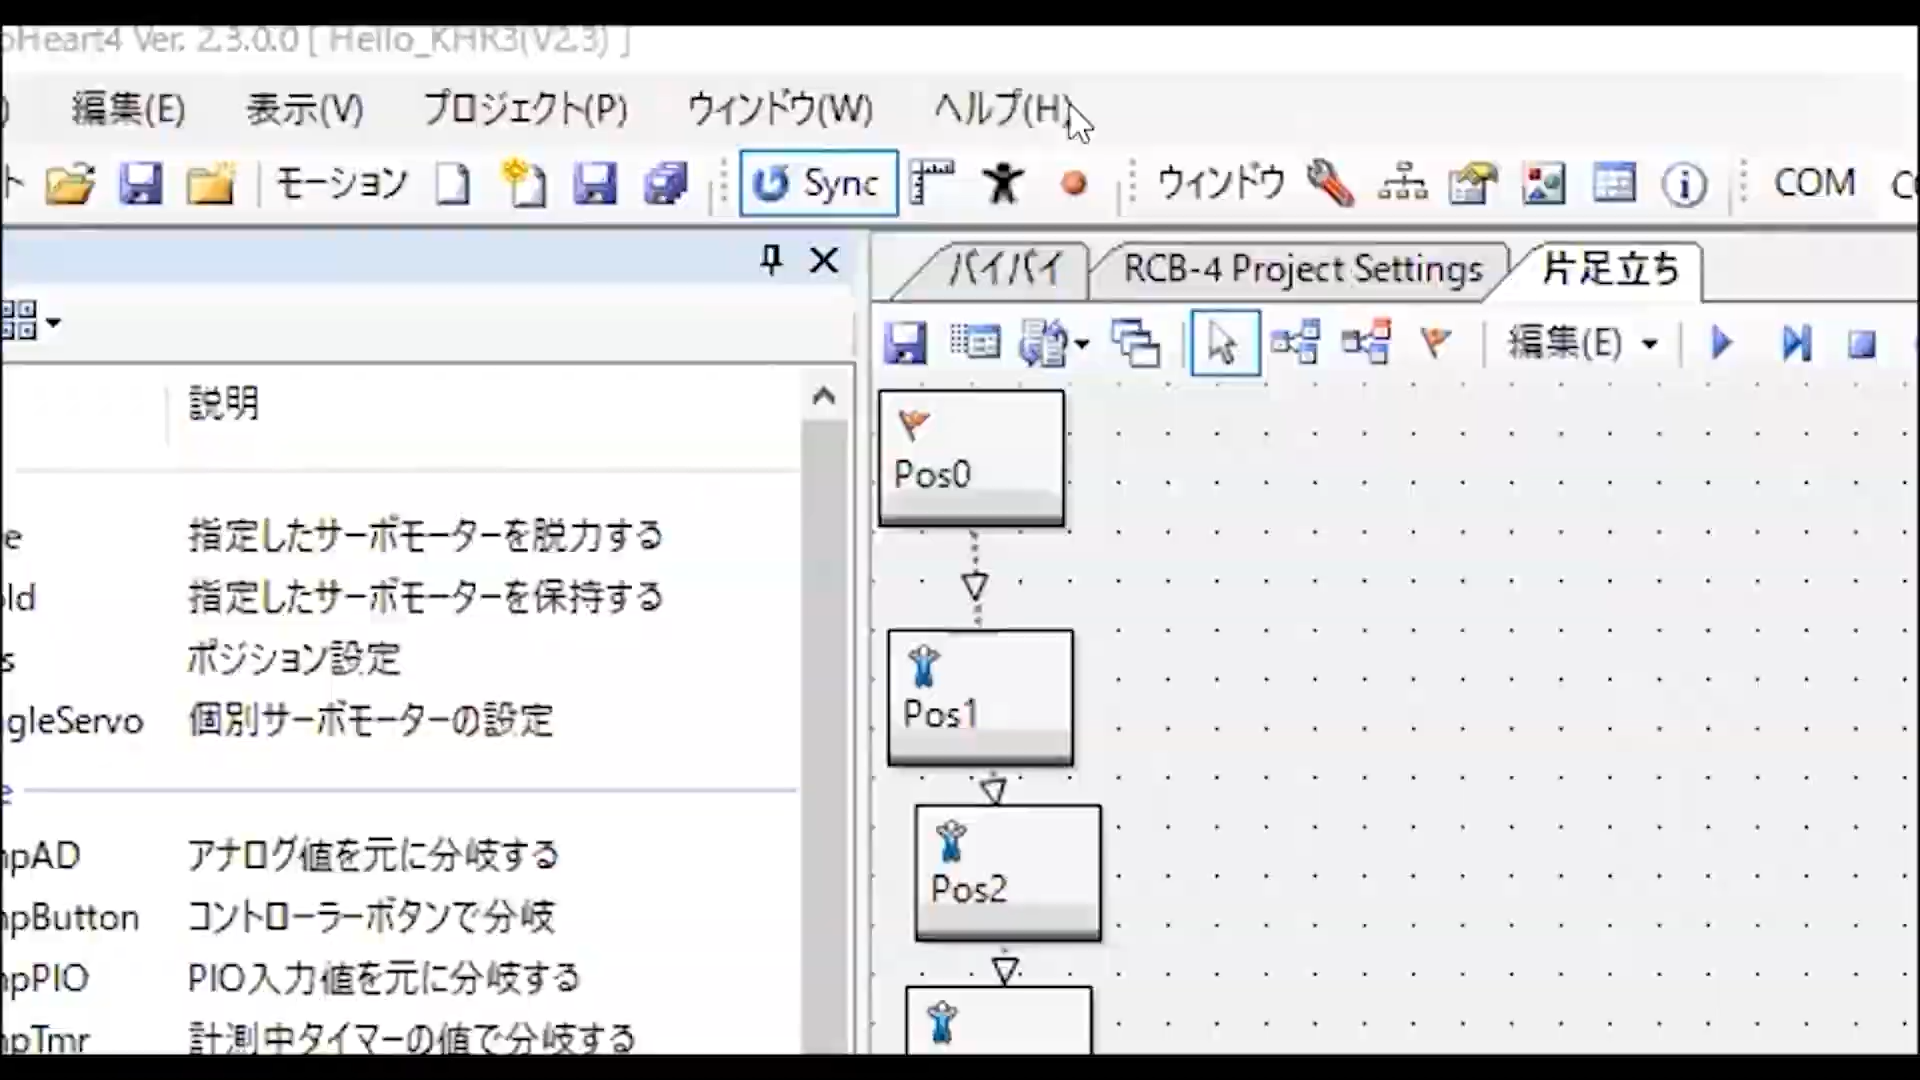 oHeart4 Ver. 2.3.0.0 [ Hello_KHR3(V2.3) ]
) 編集(E) 表示(V) プロジェクト(P) ウィンドウ(W) ヘルプ(H)
ト モーション Sync ウィンドウ COM
バイバイ RCB-4 Project Settings 片足立ち
編集(E)
説明
Pos0
e 指定したサーボモーターを脱力する
ld 指定したサーボモーターを保持する
s ポジション設定
gleServo 個別サーボモーターの設定
Pos1
e
mpAD アナログ値を元に分岐する
Pos2
mpButton コントローラーボタンで分岐
mpPIO PIO入力値を元に分岐する
mpTmr 計測中タイマーの値で分岐する